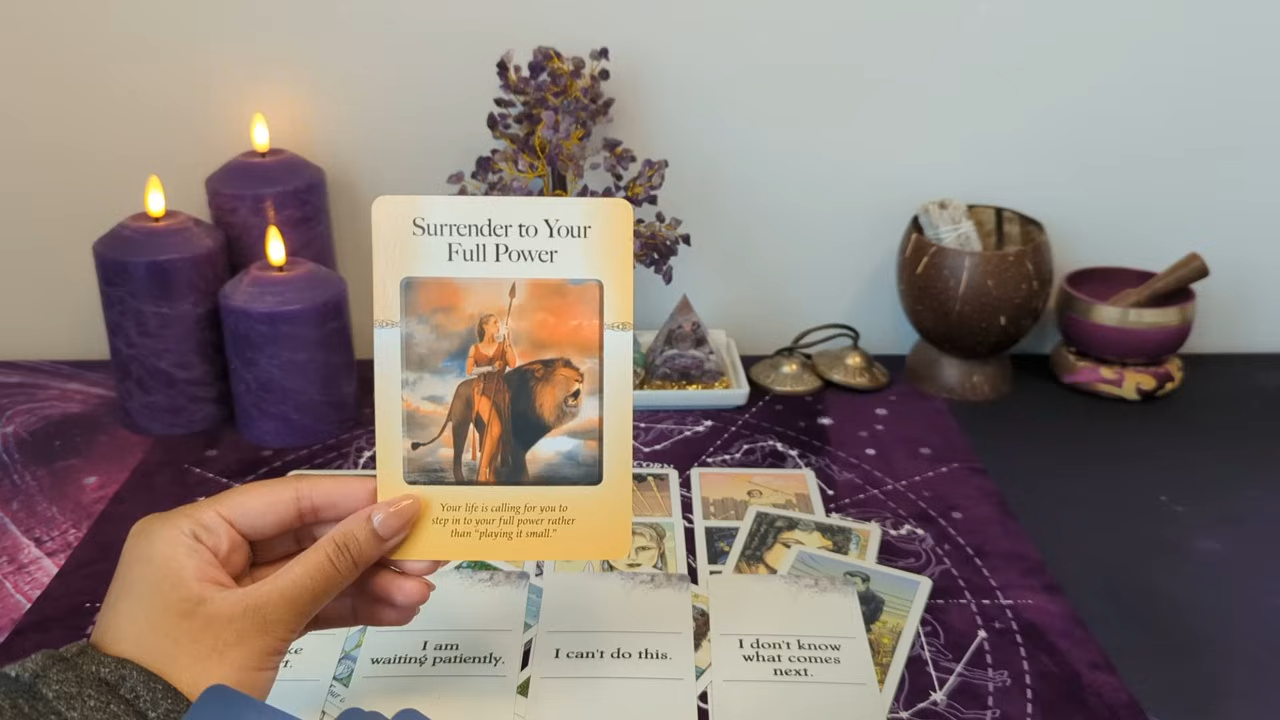 Surrender to Your
Full Power
Your life is calling for you to
step in to your full power rather
than "playing it small."
I am
waiting patiently.
I can't do this.
I don't know
what comes
next.